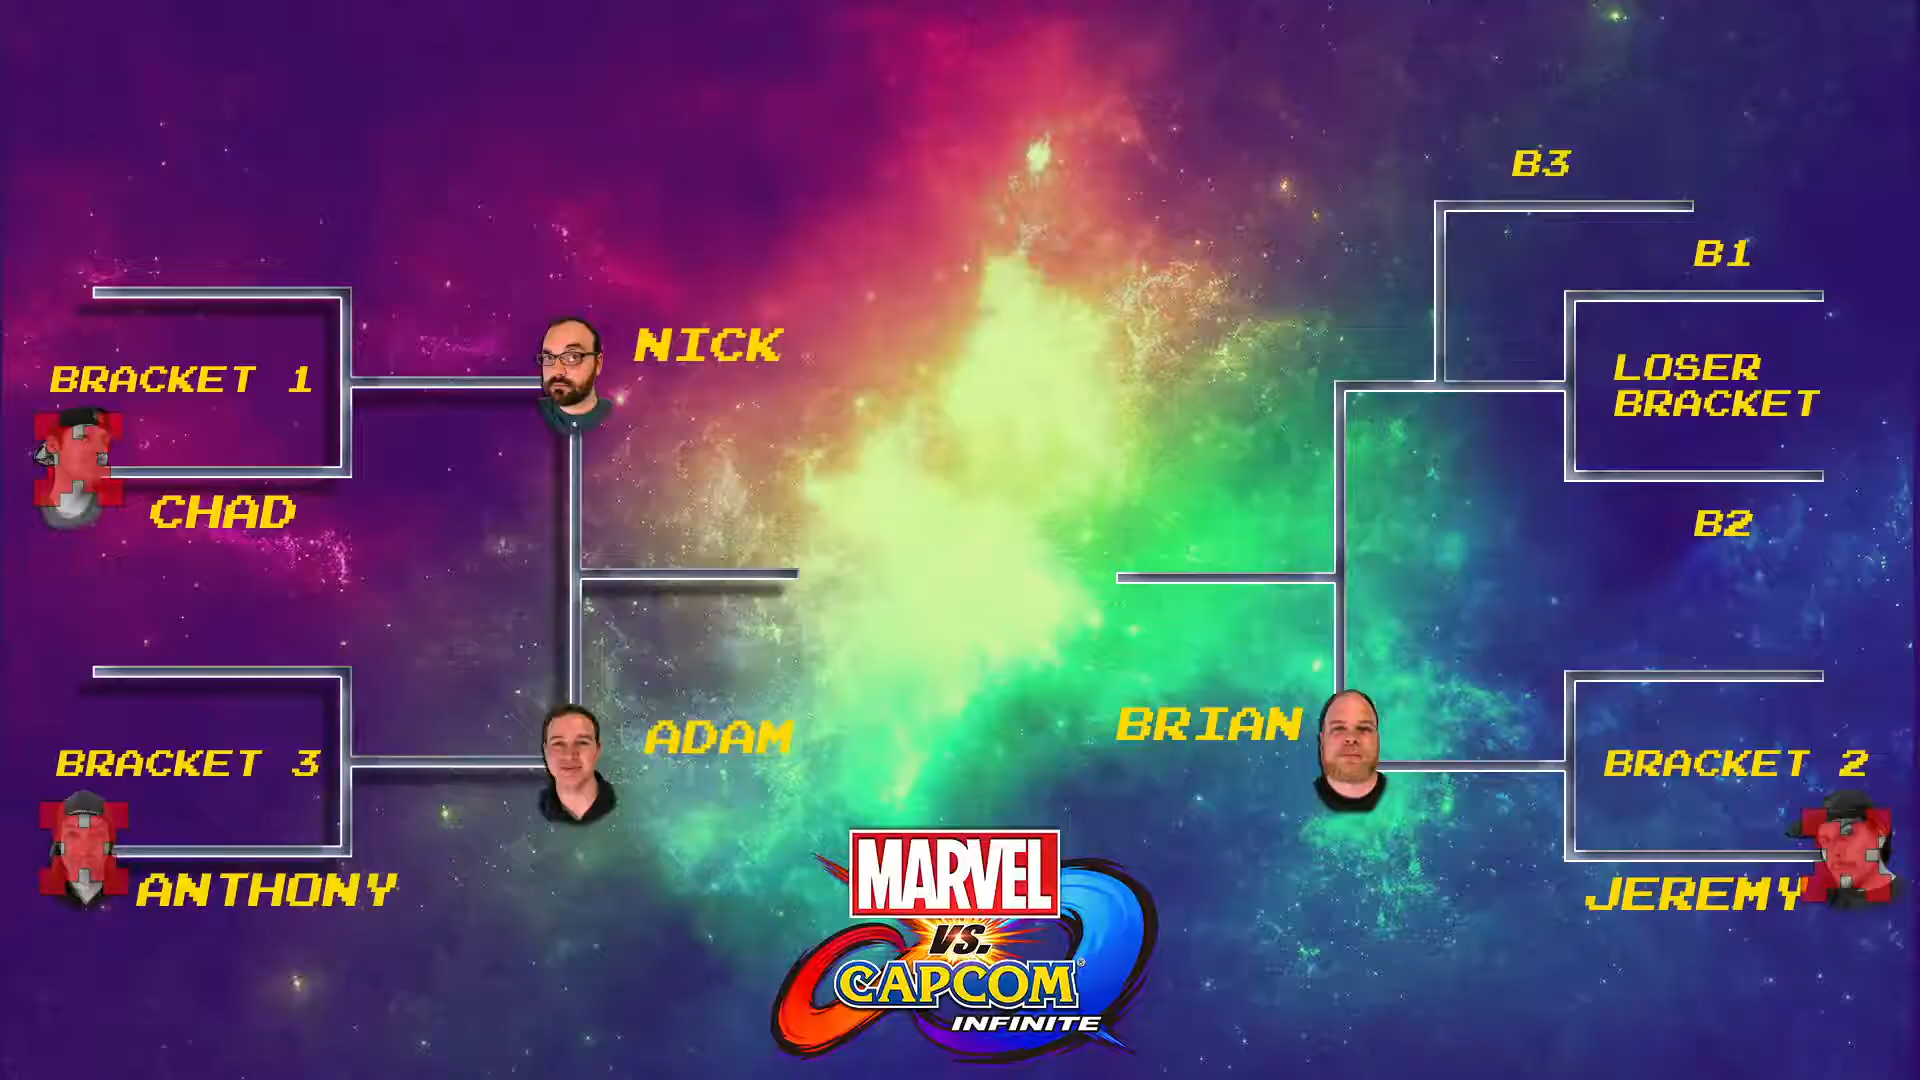 B3
B1
NICK
LOSER
BRACKET
BRACKET 1
CHAD
B2
BRIAN
ADAM
BRACKET 3
BRACKET 2
ANTHONY
JEREMY
MARVEL
VS.
CAPCOM®
INFINITE